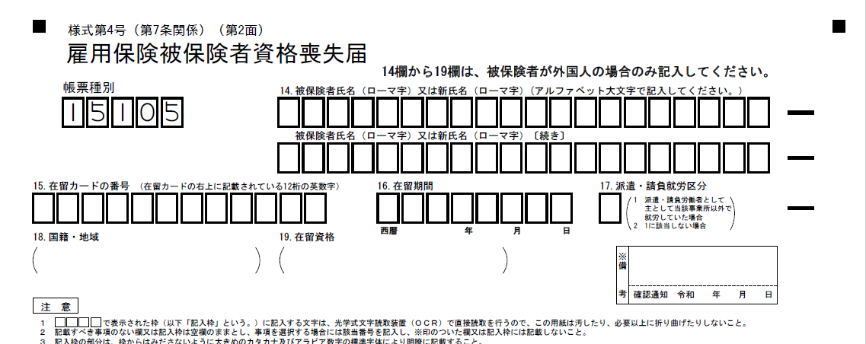 様式第4号（第7条関係）（第2面）
雇用保険被保険者資格喪失届
14欄から19欄は、被保険者が外国人の場合のみ記入してください。
帳票種別
15105
14. 被保険者氏名（ローマ字）又は新氏名（ローマ字）（アルファベット大文字で記入してください。）
被保険者氏名（ローマ字）又は新氏名（ローマ字）〔続き〕
15. 在留カードの番号 （在留カードの右上に記載されている12桁の英数字）
16. 在留期間
西暦 年 月 日
17. 派遣・請負就労区分
1 派遣・請負労働者として
主として当該事業所以外で
就労していた場合
2 1に該当しない場合
18. 国籍・地域
19. 在留資格
※備考
確認通知 令和 年 月 日
注 意
1 □□□□で表示された枠（以下「記入枠」という。）に記入する文字は、光学式文字読取装置（OCR）で直接読取を行うので、この用紙は汚したり、必要以上に折り曲げたりしないこと。
2 記載すべき事項のない欄又は記入枠は空欄のままとし、事項を選択する場合には該当番号を記入し、※印のついた欄又は記入枠には記入しないこと。
3 記入枠の部分は、枠からはみださないように大きめのカタカナ及びアラビア数字の標準字体により明瞭に記載すること。